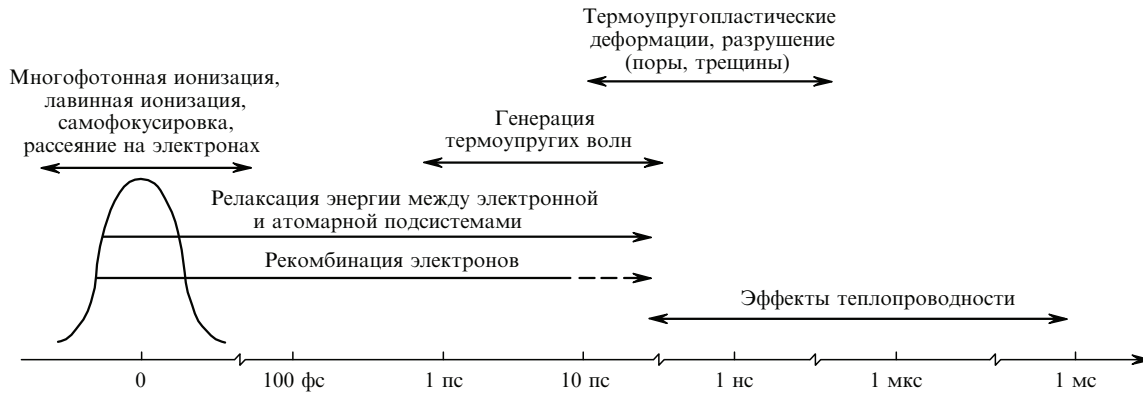 Термоупругопластические
деформации, разрушение
(поры, трещины)
Многофотонная ионизация,
лавинная ионизация,
самофокусировка,
рассеяние на электронах
Генерация
термоупругих волн
Релаксация энергии между электронной
и атомарной подсистемами
Рекомбинация электронов
Эффекты теплопроводности
0
100 фс
1 пс
10 пс
1 нс
1 мкс
1 мс